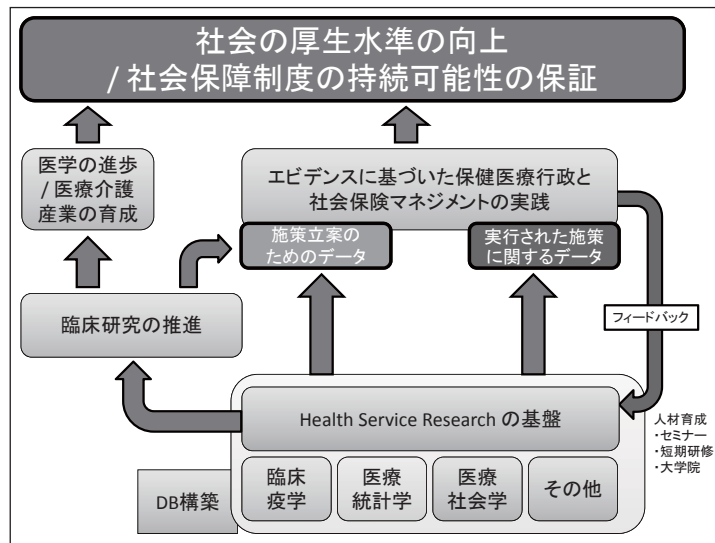 社会の厚生水準の向上
/ 社会保障制度の持続可能性の保証
医学の進歩
/ 医療介護
産業の育成
エビデンスに基づいた保健医療行政と
社会保険マネジメントの実践
施策立案の
ためのデータ
実行された施策
に関するデータ
臨床研究の推進
フィードバック
Health Service Research の基盤
人材育成
・セミナー
・短期研修
・大学院
DB構築
臨床
疫学
医療
統計学
医療
社会学
その他